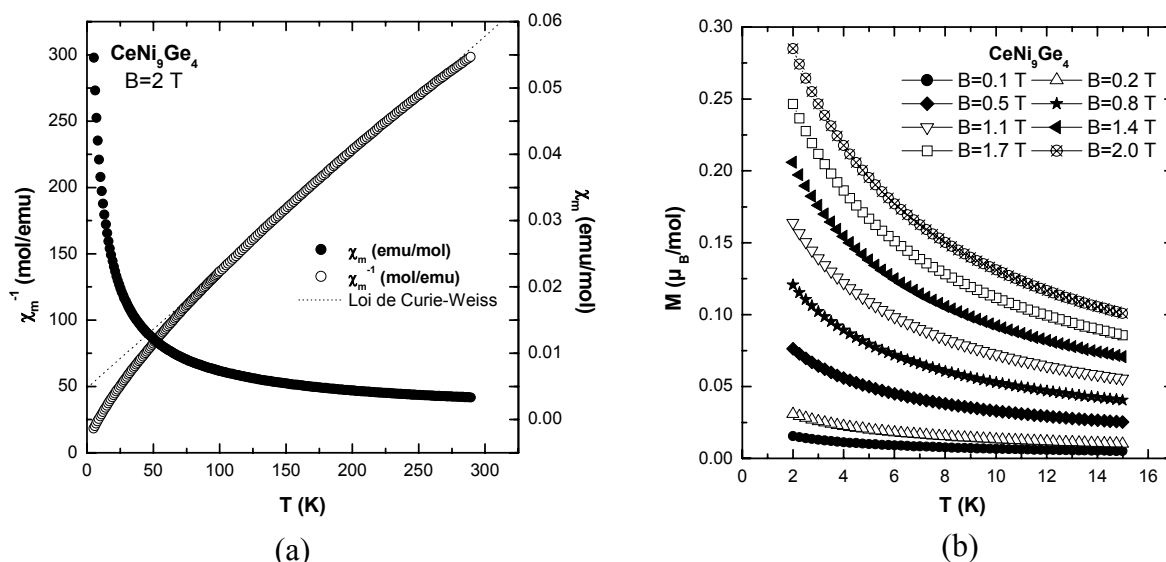 CeNi₉Ge₄
B=2 T
χₘ⁻¹ (mol/emu)
300
250
200
150
100
50
0
0 50 100 150 200 250 300
T (K)
0.06
0.05
0.04
0.03
0.02
0.01
0.00
χₘ (emu/mol)
χₘ (emu/mol)
χₘ⁻¹ (mol/emu)
Loi de Curie-Weiss
(a)
CeNi₉Ge₄
B=0.1 T B=0.2 T
B=0.5 T B=0.8 T
B=1.1 T B=1.4 T
B=1.7 T B=2.0 T
M (μ_B/mol)
0.30
0.25
0.20
0.15
0.10
0.05
0.00
0 2 4 6 8 10 12 14 16
T (K)
(b)